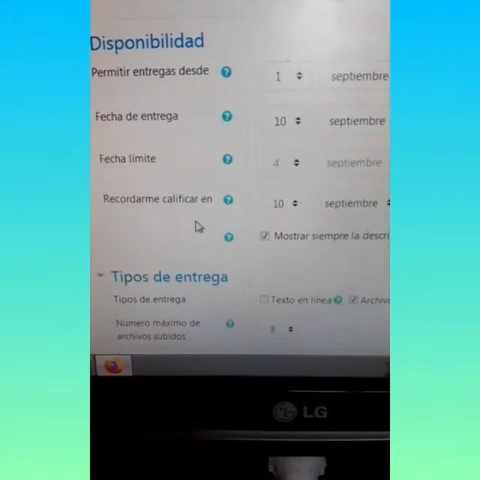 Disponibilidad
Permitir entregas desde 1 septiembre
Fecha de entrega 10 septiembre
Fecha límite 4 septiembre
Recordarme calificar en 10 septiembre
Mostrar siempre la descri
Tipos de entrega
Tipos de entrega Texto en línea Archiv
Número máximo de 8
archivos subidos
LG